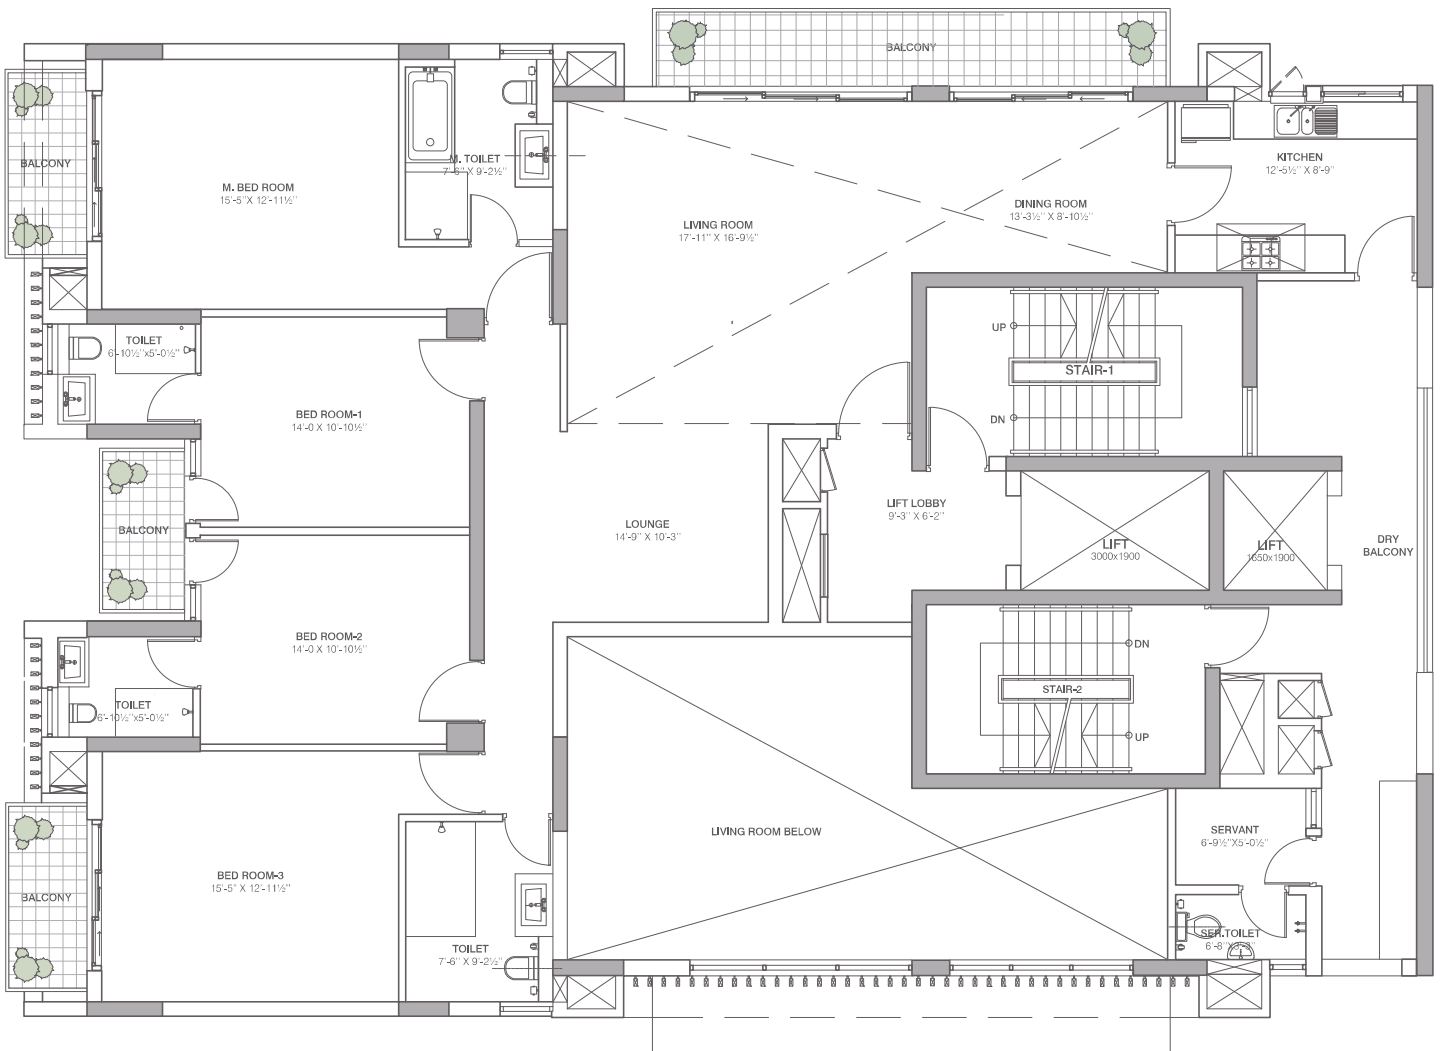 BALCONY
BALCONY
M. TOILET
7'-6" X 9'-2½"
KITCHEN
12'-5½" X 8'-9"
M. BED ROOM
15'-5" X 12'-11½"
DINING ROOM
13'-3½" X 8'-10½"
LIVING ROOM
17'-11" X 16'-9½"
UP
TOILET
6'-10½"x5'-0½"
STAIR-1
BED ROOM-1
14'-0 X 10'-10½"
DN
LIFT LOBBY
9'-3" X 6'-2"
BALCONY
LOUNGE
14'-9" X 10'-3"
LIFT
3000x1900
LIFT
1650x1900
DRY
BALCONY
BED ROOM-2
14'-0 X 10'-10½"
DN
STAIR-2
TOILET
6'-10½"x5'-0½"
UP
LIVING ROOM BELOW
SERVANT
6'-9½"X5'-0½"
BED ROOM-3
15'-5" X 12'-11½"
BALCONY
TOILET
7'-6" X 9'-2½"
SER.TOILET